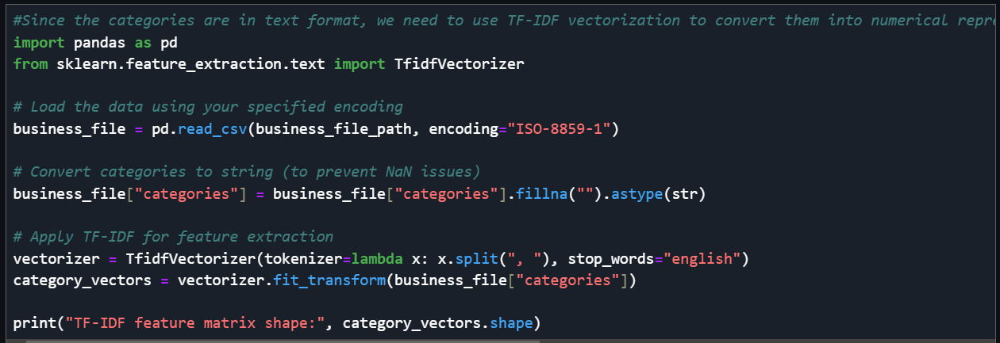 #Since the categories are in text format, we need to use TF-IDF vectorization to convert them into numerical
import pandas as pd
from sklearn.feature_extraction.text import TfidfVectorizer
# Load the data using your specified encoding
business_file = pd.read_csv(business_file_path, encoding="ISO-8859-1")
# Convert categories to string (to prevent NaN issues)
business_file["categories"] = business_file["categories"].fillna("").astype(str)
# Apply TF-IDF for feature extraction
vectorizer = TfidfVectorizer(tokenizer=lambda x: x.split(", "), stop_words="english")
category_vectors = vectorizer.fit_transform(business_file["categories"])
print("TF-IDF feature matrix shape:", category_vectors.shape)